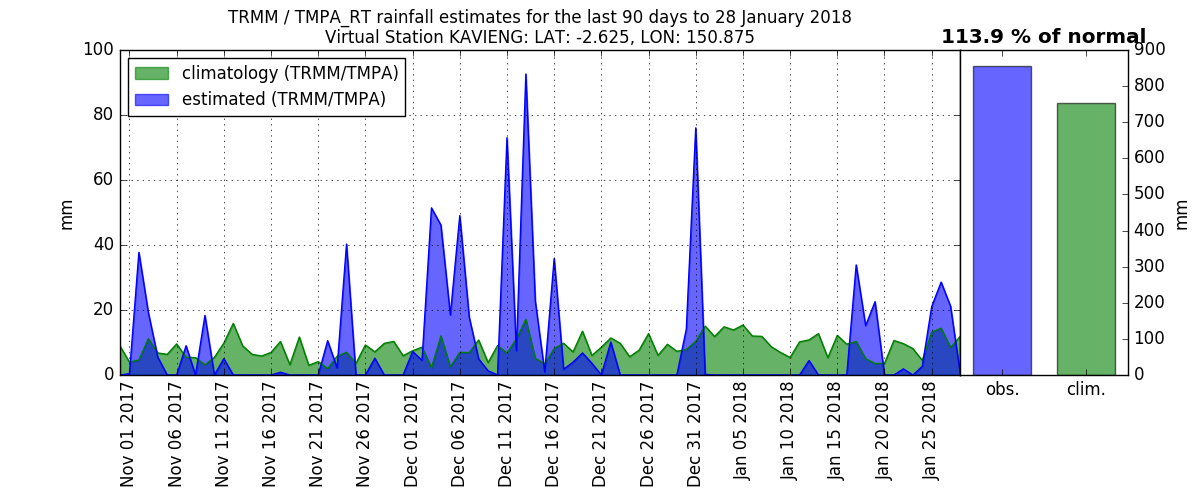 TRMM / TMPA_RT rainfall estimates for the last 90 days to 28 January 2018
Virtual Station KAVIENG: LAT: -2.625, LON: 150.875
113.9 % of normal
climatology (TRMM/TMPA)
estimated (TRMM/TMPA)
100
80
60
40
20
0
mm
900
800
700
600
500
400
300
200
100
0
mm
Nov 01 2017
Nov 06 2017
Nov 11 2017
Nov 16 2017
Nov 21 2017
Nov 26 2017
Dec 01 2017
Dec 06 2017
Dec 11 2017
Dec 16 2017
Dec 21 2017
Dec 26 2017
Dec 31 2017
Jan 05 2018
Jan 10 2018
Jan 15 2018
Jan 20 2018
Jan 25 2018
obs.
clim.